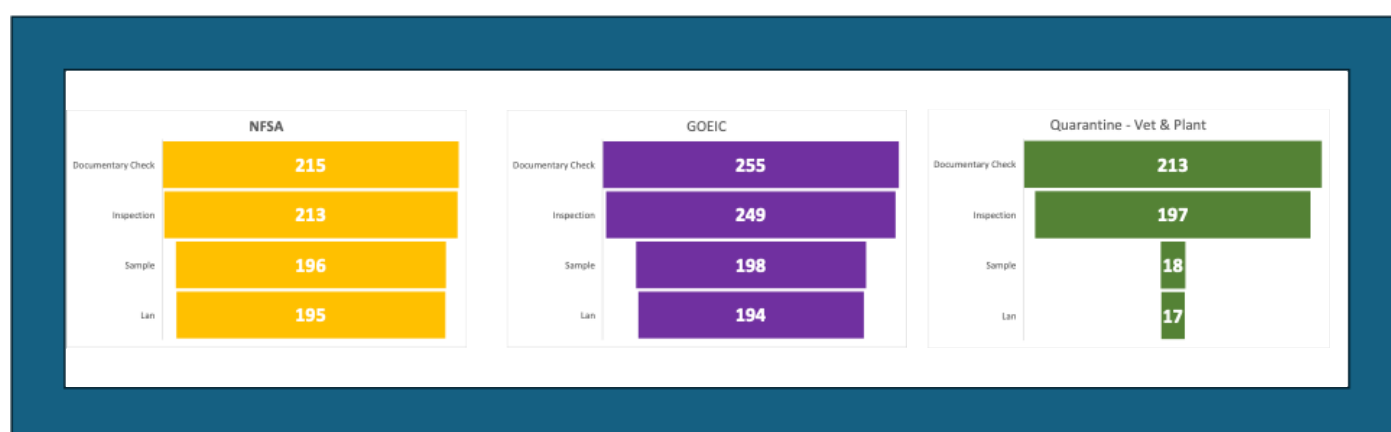 NFSA
Documentary Check 215
Inspection 213
Sample 196
Lan 195
GOEIC
Documentary Check 255
Inspection 249
Sample 198
Lan 194
Quarantine - Vet & Plant
Documentary Check 213
Inspection 197
Sample 18
Lan 17